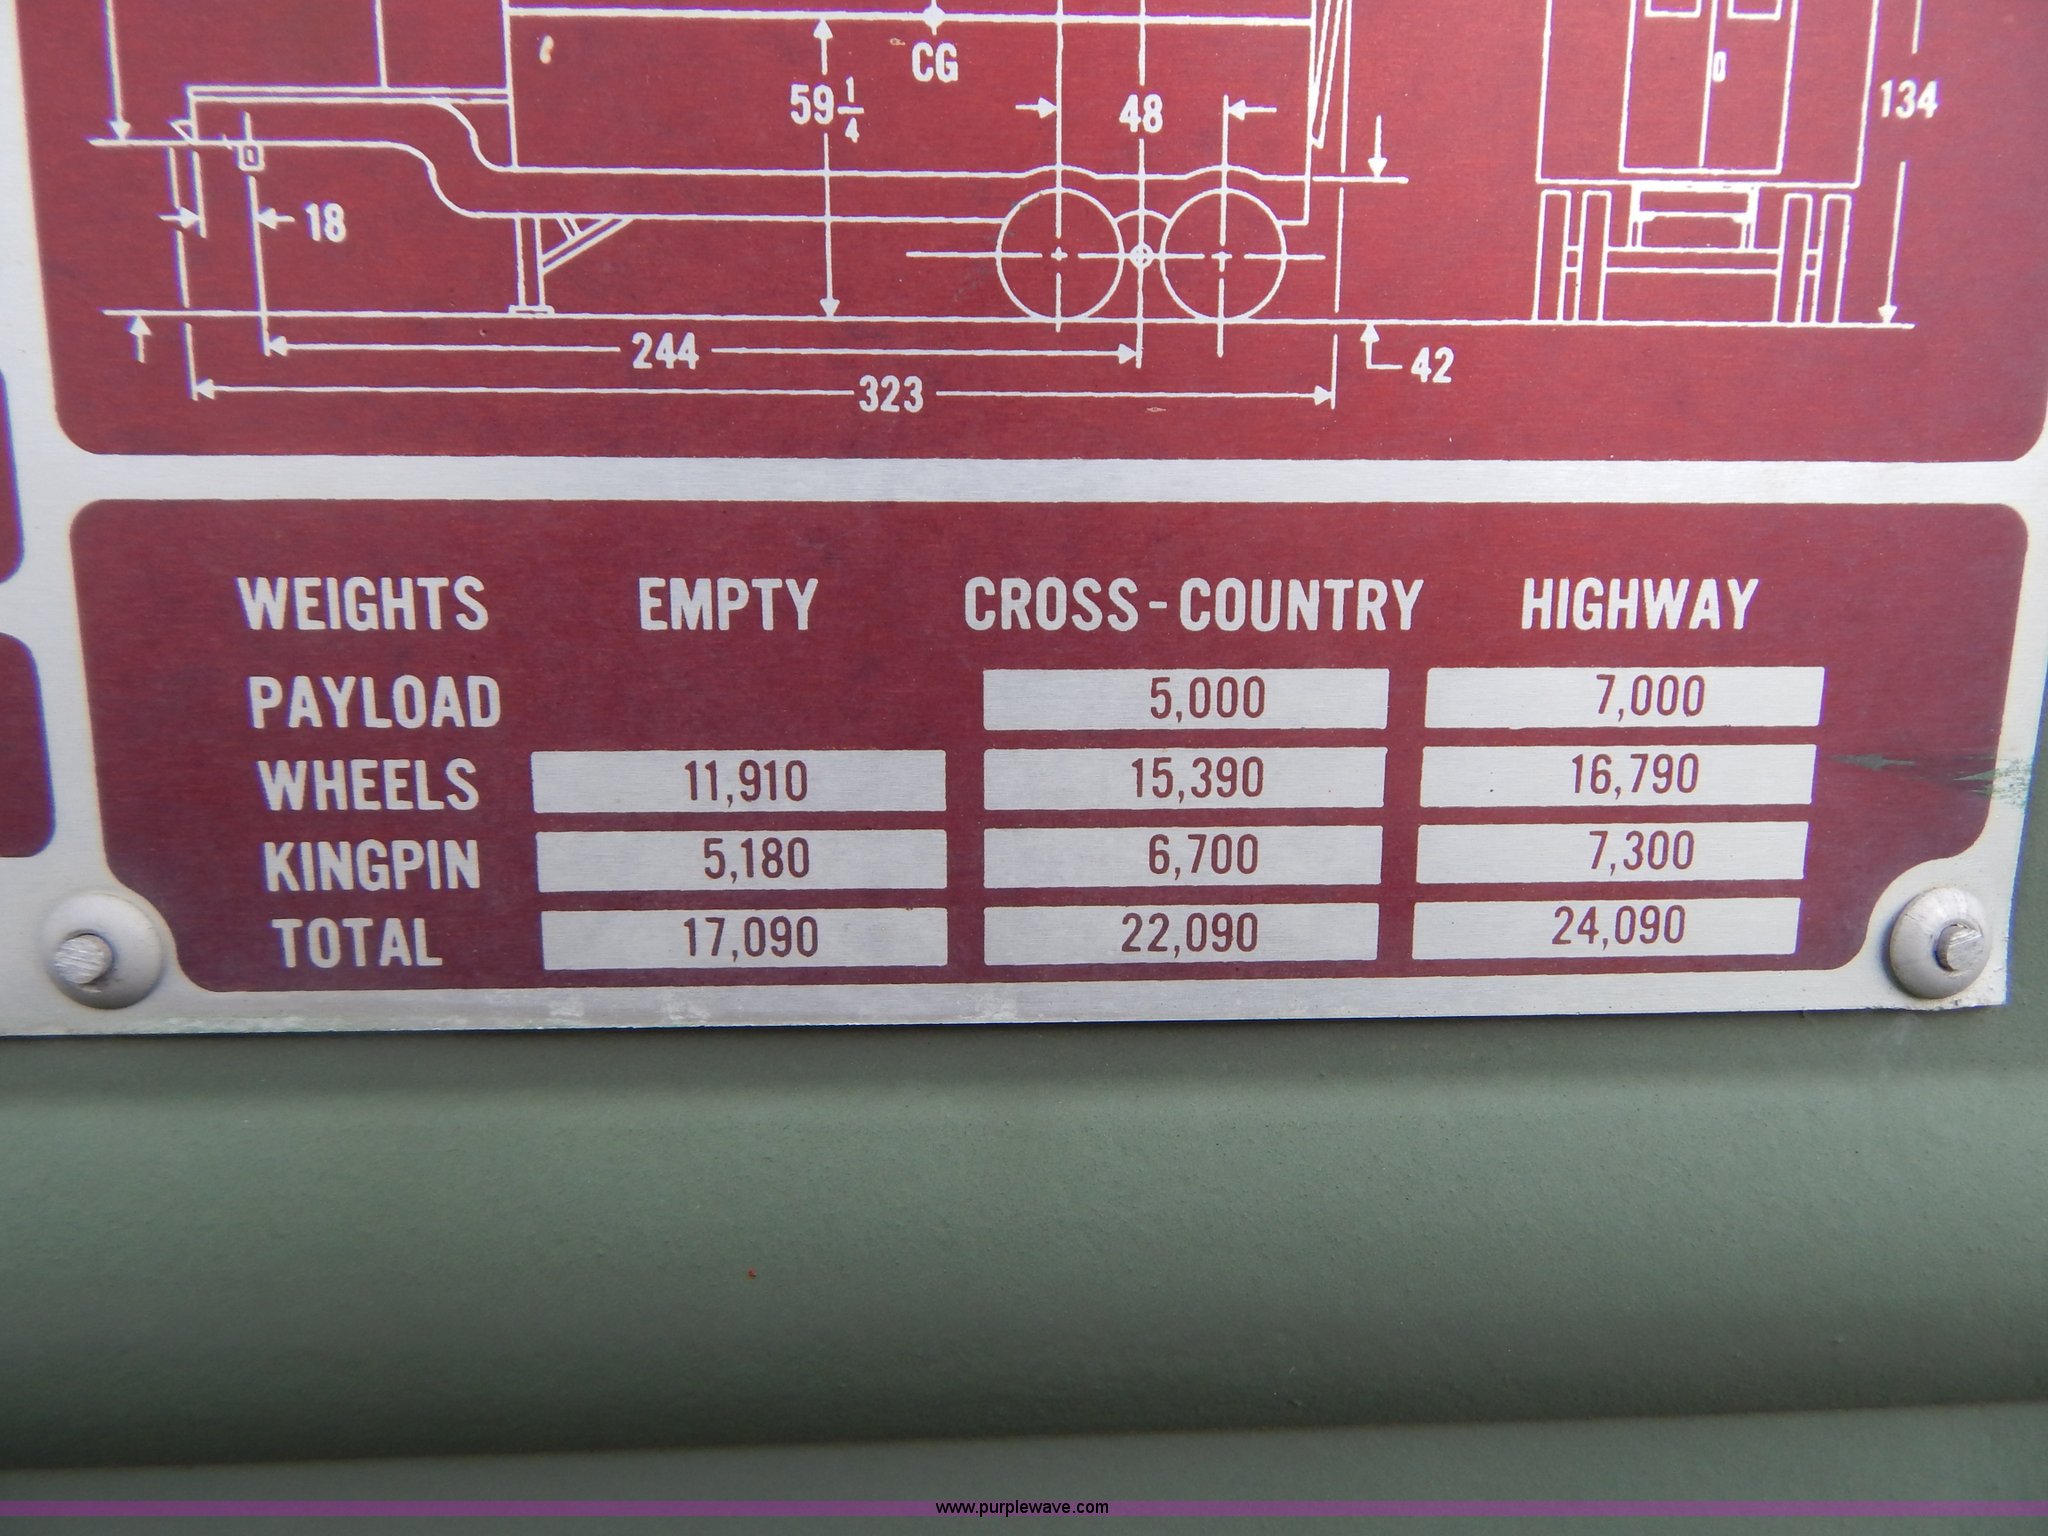 CG
59 1/4
48
134
18
244
42
323
WEIGHTS EMPTY CROSS-COUNTRY HIGHWAY
PAYLOAD 5,000 7,000
WHEELS 11,910 15,390 16,790
KINGPIN 5,180 6,700 7,300
TOTAL 17,090 22,090 24,090
www.purplewave.com